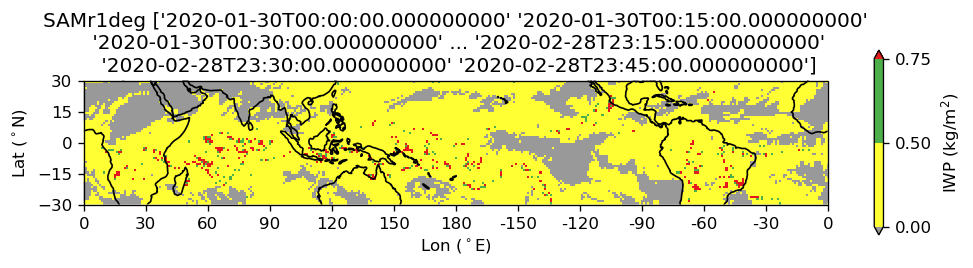 SAMr1deg ['2020-01-30T00:00:00.000000000' '2020-01-30T00:15:00.000000000'
'2020-01-30T00:30:00.000000000' ... '2020-02-28T23:15:00.000000000'
'2020-02-28T23:30:00.000000000' '2020-02-28T23:45:00.000000000']
30
15
0
−15
−30
Lat (°N)
0 30 60 90 120 150 180 -150 -120 -90 -60 -30 0
Lon (°E)
0.75
0.50
0.00
IWP (kg/m²)